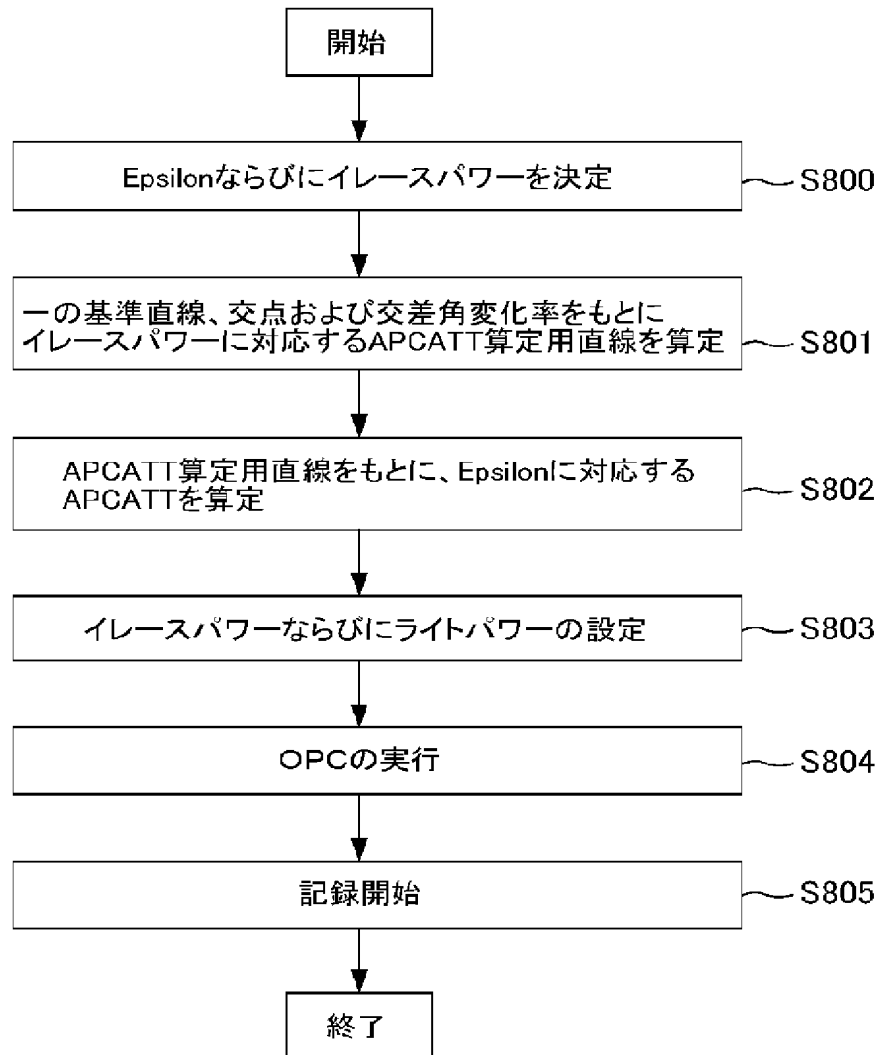 開始
Epsilonならびにイレースパワーを決定
S800
一の基準直線、交点および交差角変化率をもとに
イレースパワーに対応するAPCATT算定用直線を算定
S801
APCATT算定用直線をもとに、Epsilonに対応する
APCATTを算定
S802
イレースパワーならびにライトパワーの設定
S803
OPCの実行
S804
記録開始
S805
終了